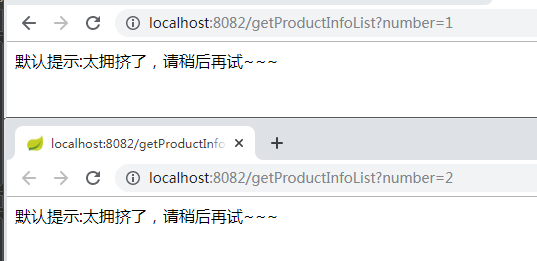 localhost:8082/getProductInfoList?number=1
默认提示:太拥挤了，请稍后再试~~~
localhost:8082/getProductInfo
localhost:8082/getProductInfoList?number=2
默认提示:太拥挤了，请稍后再试~~~